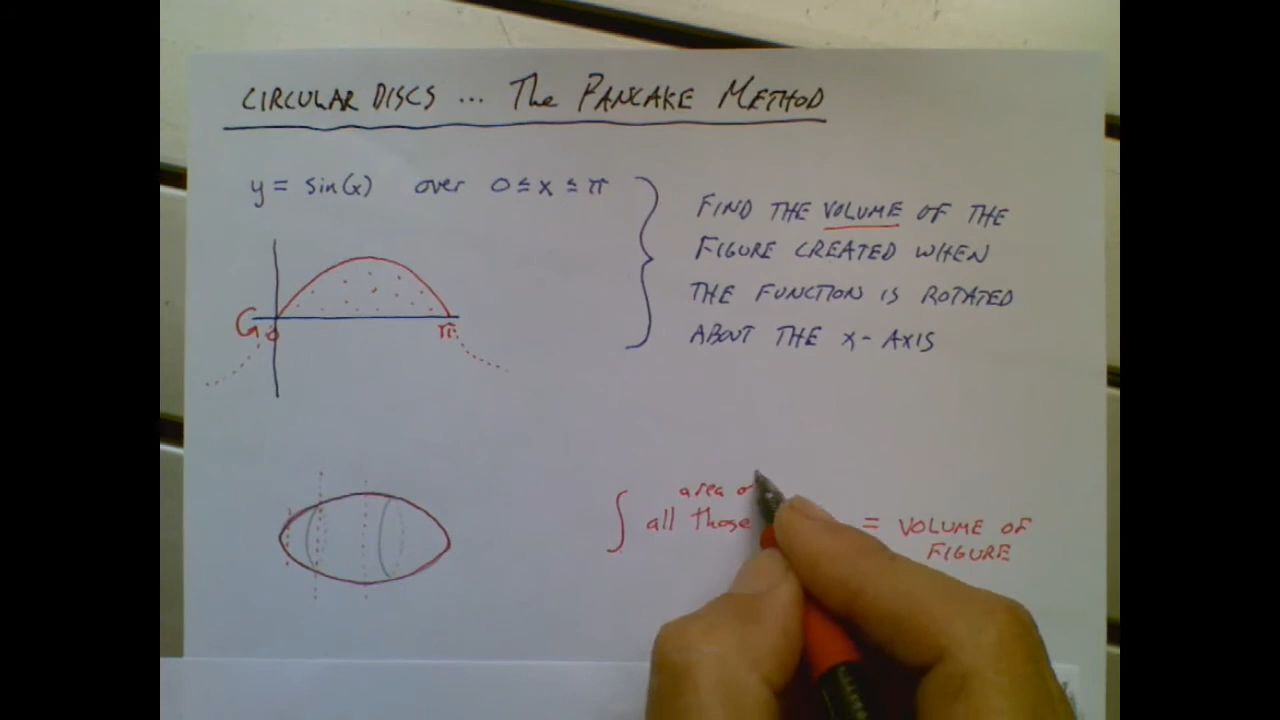 CIRCULAR DISCS ... The PANCAKE METHOD
y = sin(x) over 0 ≤ x ≤ π
FIND THE VOLUME OF THE
FIGURE CREATED WHEN
THE FUNCTION IS ROTATED
ABOUT THE X-AXIS
0 π
area o
∫ all those = VOLUME OF
FIGURE